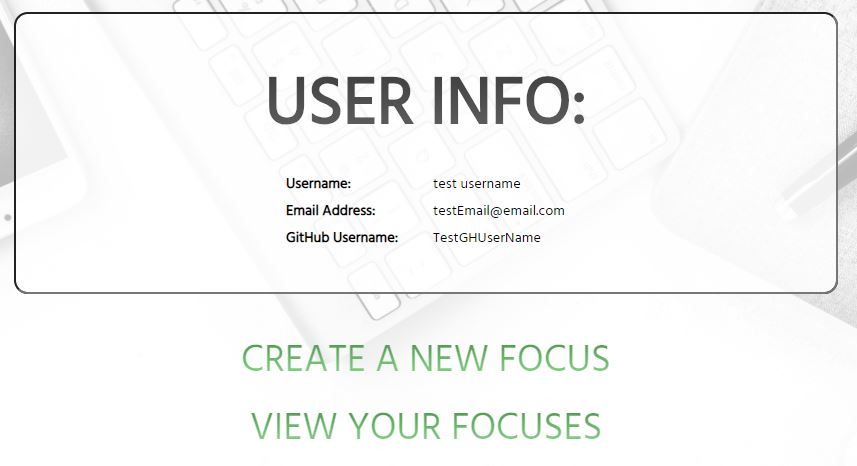 USER INFO:
Username: test username
Email Address: testEmail@email.com
GitHub Username: TestGHUserName
CREATE A NEW FOCUS
VIEW YOUR FOCUSES